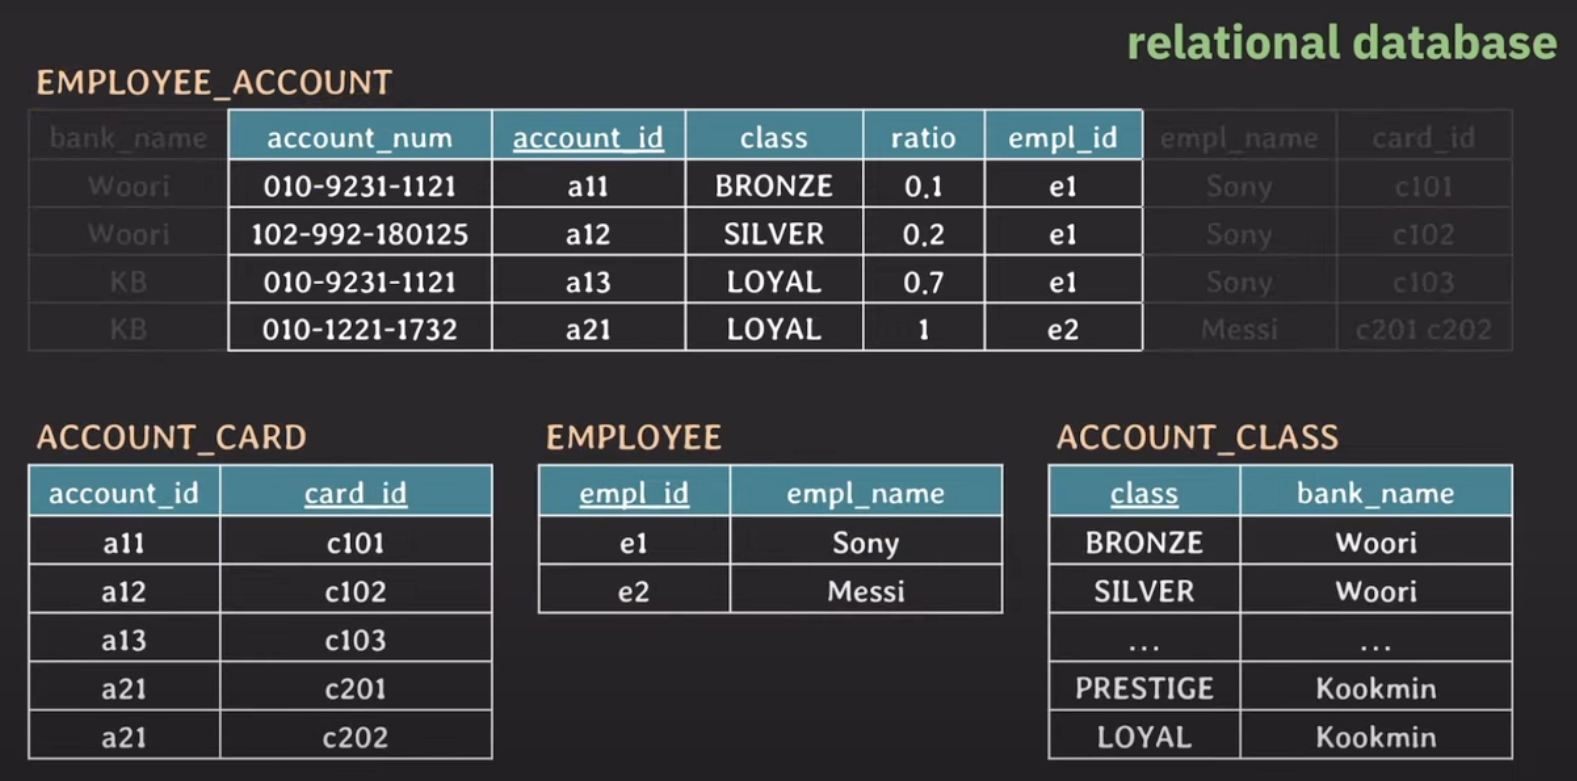 relational database
EMPLOYEE_ACCOUNT
bank_name account_num account_id class ratio empl_id empl_name card_id
Woori 010-9231-1121 a11 BRONZE 0.1 e1 Sony c101
Woori 102-992-180125 a12 SILVER 0.2 e1 Sony c102
KB 010-9231-1121 a13 LOYAL 0.7 e1 Sony c103
KB 010-1221-1732 a21 LOYAL 1 e2 Messi c201 c202
ACCOUNT_CARD
account_id card_id
a11 c101
a12 c102
a13 c103
a21 c201
a21 c202
EMPLOYEE
empl_id empl_name
e1 Sony
e2 Messi
ACCOUNT_CLASS
class bank_name
BRONZE Woori
SILVER Woori
... ...
PRESTIGE Kookmin
LOYAL Kookmin